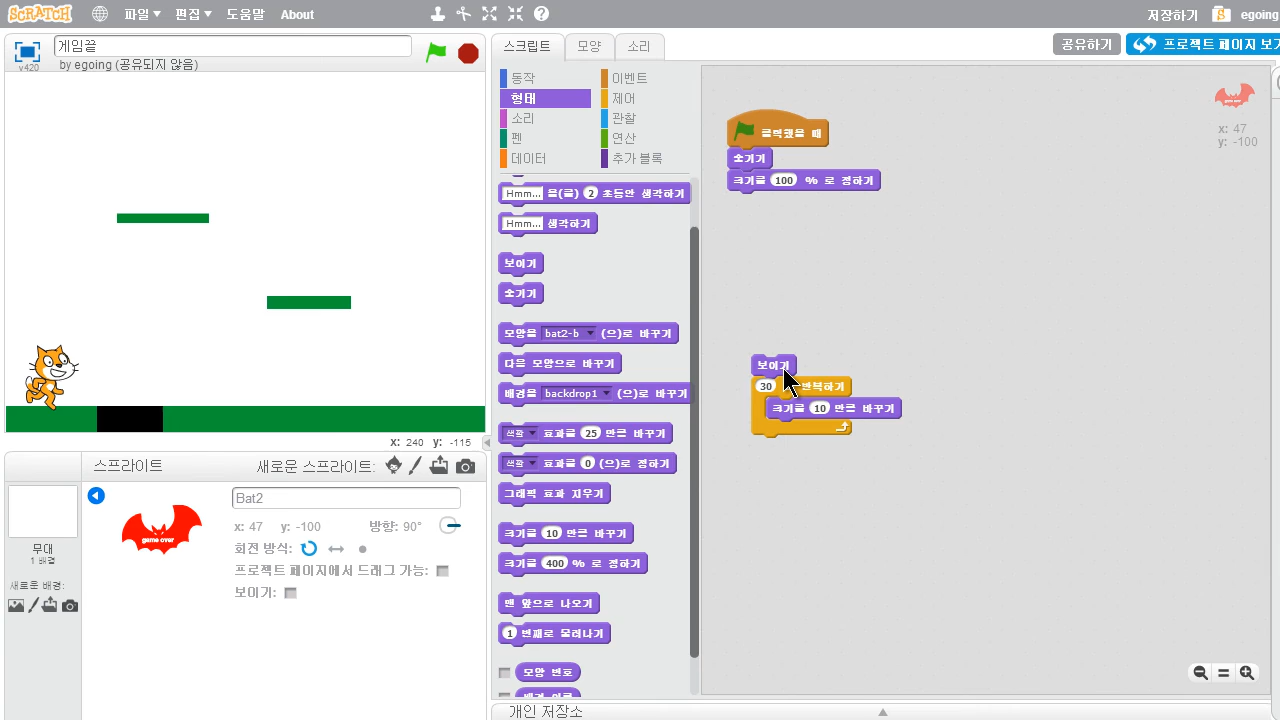 SCRATCH 파일▼ 편집▼ 도움말 About 저장하기 egoing
v420
게임끝
by egoing (공유되지 않음)
스크립트 모양 소리
공유하기
프로젝트 페이지 보기
동작 이벤트
형태 제어
소리 관찰
펜 연산
데이터 추가 블록
Hmm... 을(를) 2 초동안 생각하기
Hmm... 생각하기
보이기
숨기기
모양을 bat2-b (으)로 바꾸기
다음 모양으로 바꾸기
배경을 backdrop1 (으)로 바꾸기
색깔 효과를 25 만큼 바꾸기
색깔 효과를 0 (으)로 정하기
그래픽 효과 지우기
크기를 10 만큼 바꾸기
크기를 400 % 로 정하기
맨 앞으로 나오기
1 번째로 물러나기
모양 번호
클릭했을 때
숨기기
크기를 100 % 로 정하기
보이기
30 반복하기
크기를 10 만큼 바꾸기
game over
x: 47
y: -100
x: 240 y: -115
스프라이트 새로운 스프라이트:
무대
1 배경
새로운 배경:
game over
Bat2
x: 47 y: -100 방향: 90°
회전 방식:
프로젝트 페이지에서 드래그 가능:
보이기:
개인 저장소